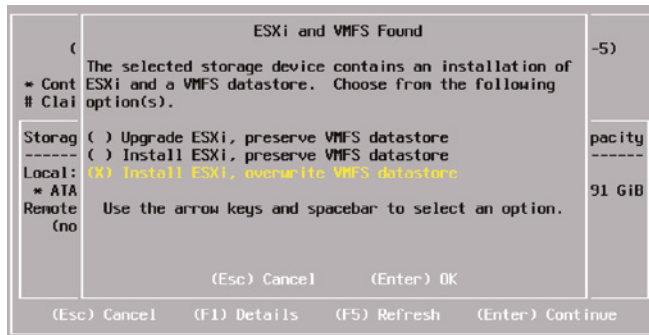 ESXi and VMFS Found
( -5)
The selected storage device contains an installation of
* Cont ESXi and a VMFS datastore. Choose from the following
# Clai option(s).
Storag ( ) Upgrade ESXi, preserve VMFS datastore pacity
------ ( ) Install ESXi, preserve VMFS datastore ------
Local: (X) Install ESXi, overwrite VMFS datastore
* ATA 91 GiB
Remote Use the arrow keys and spacebar to select an option.
(no
(Esc) Cancel (Enter) OK
(Esc) Cancel (F1) Details (F5) Refresh (Enter) Continue